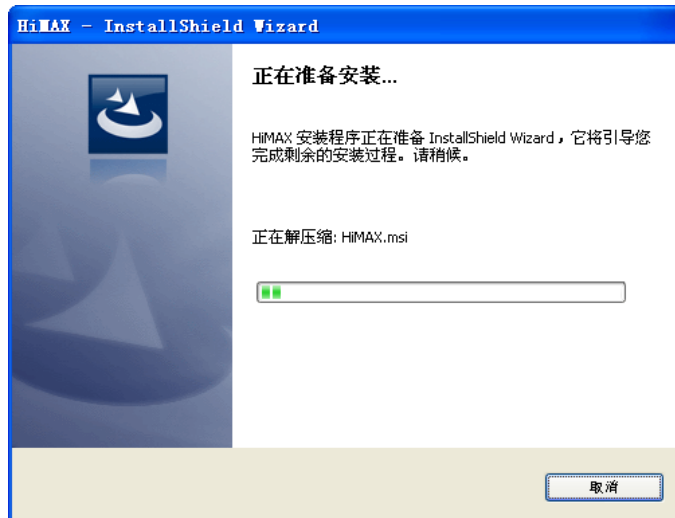 HiMAX - InstallShield Wizard
正在准备安装...
HiMAX 安装程序正在准备 InstallShield Wizard，它将引导您
完成剩余的安装过程。请稍候。
正在解压缩: HiMAX.msi
取消